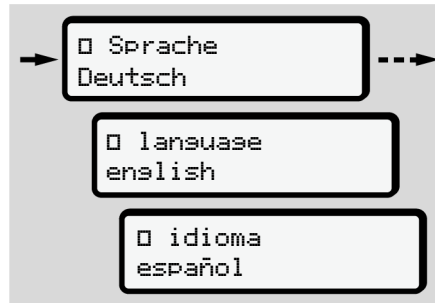 □ Sprache
Deutsch
□ language
english
□ idioma
español